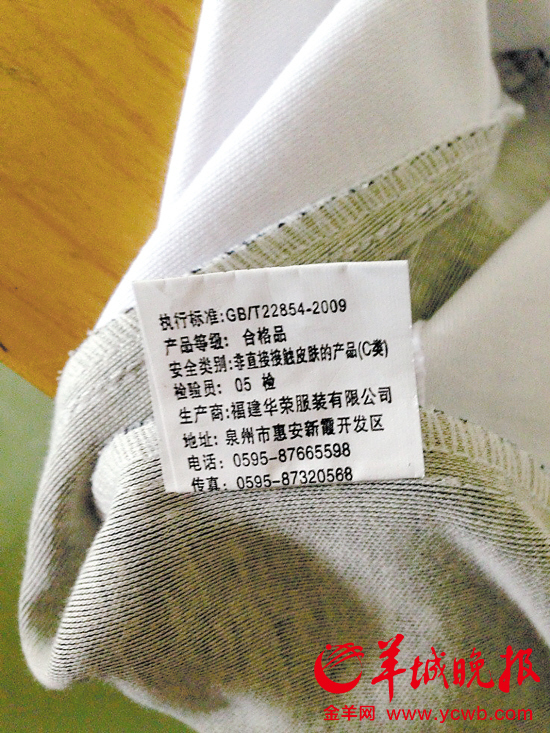 执行标准:GB/T22854-2009
产品等级: 合格品
安全类别:非直接接触皮肤的产品(C类)
检验员: 05 检
生产商:福建华荣服装有限公司
地址: 泉州市惠安新霞开发区
电话: 0595-87665598
传真: 0595-87320568
羊城晚报
金羊网 www.ycwb.com